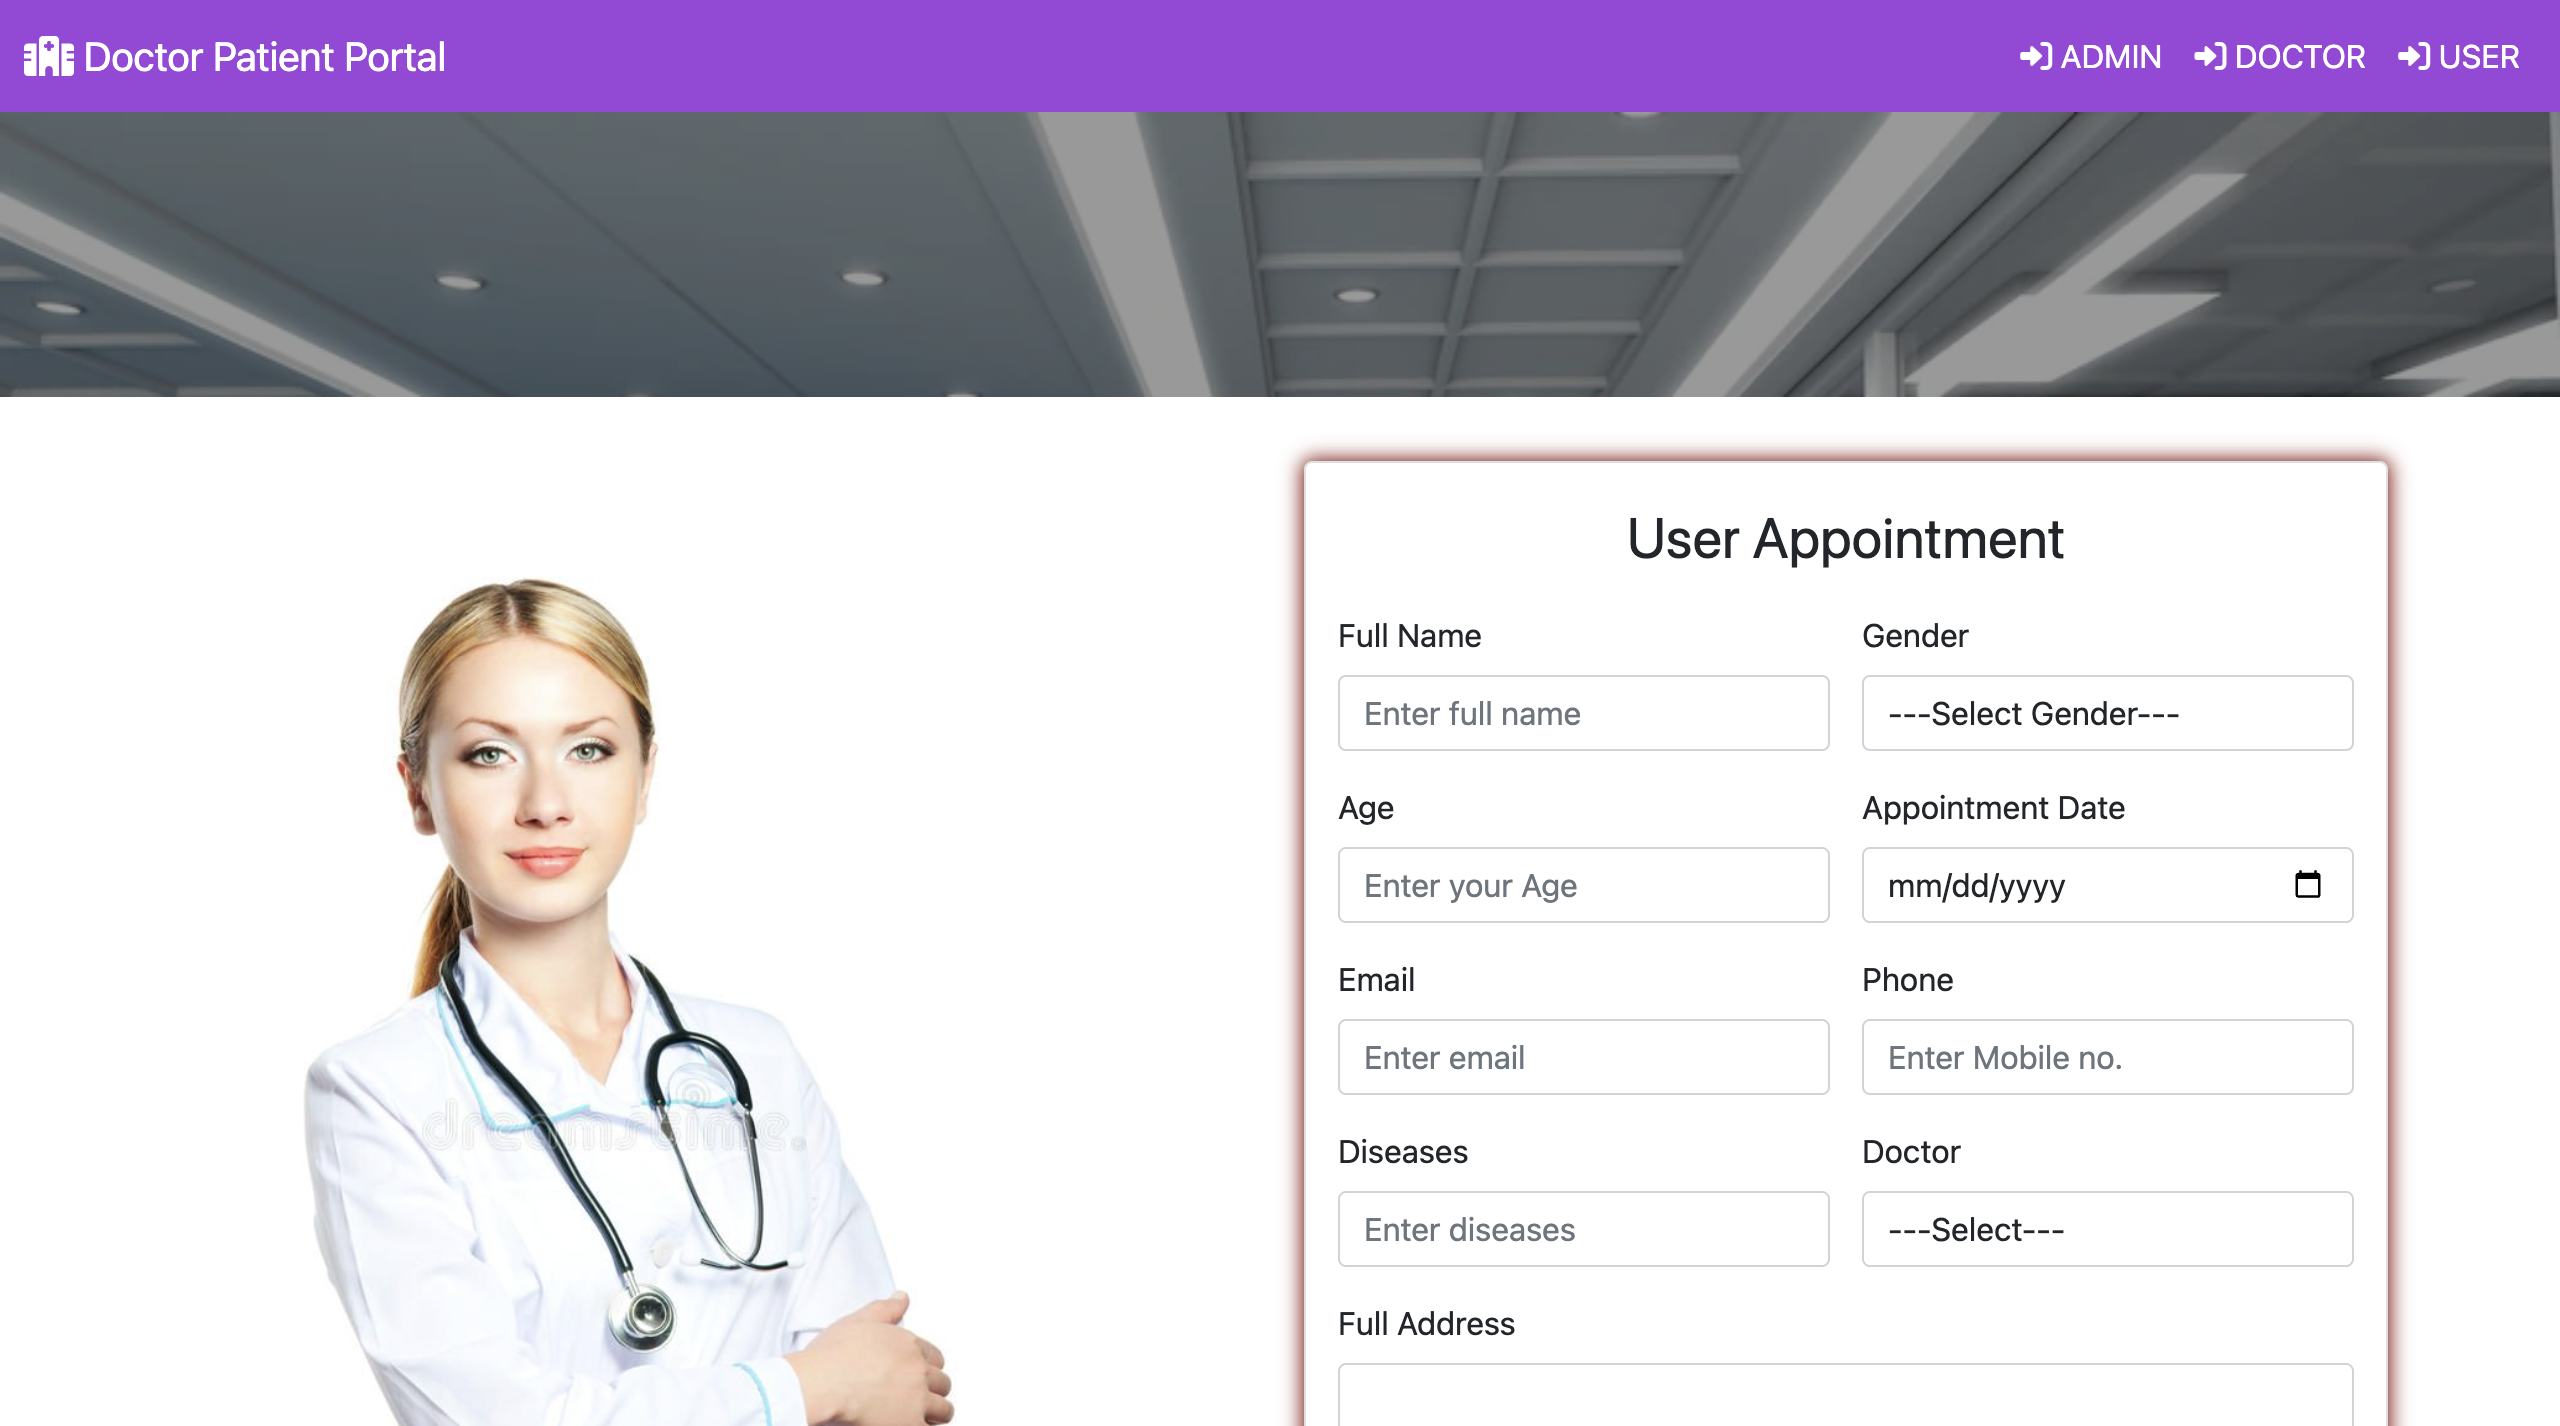 Doctor Patient Portal
ADMIN
DOCTOR
USER
User Appointment
Full Name
Gender
Enter full name
---Select Gender---
Age
Appointment Date
Enter your Age
mm/dd/yyyy
Email
Phone
Enter email
Enter Mobile no.
dreamstime.
Diseases
Doctor
Enter diseases
---Select---
Full Address